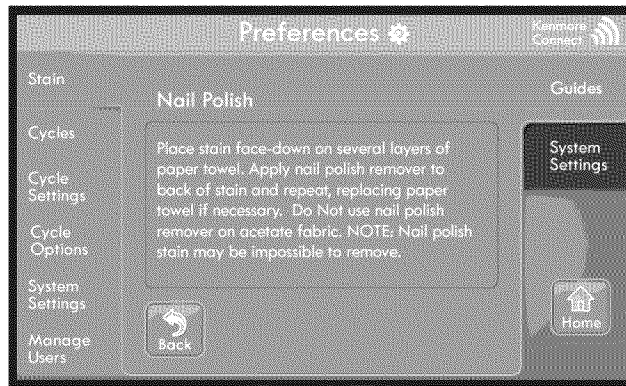 Preferences
Kenmore
Connect
Stain
Cycles
Cycle
Settings
Cycle
Options
System
Settings
Manage
Users
Nail Polish
Place stain face-down on several layers of
paper towel. Apply nail polish remover to
back of stain and repeat, replacing paper
towel if necessary. Do Not use nail polish
remover on acetate fabric. NOTE: Nail polish
stain may be impossible to remove.
Back
Guides
System
Settings
Home